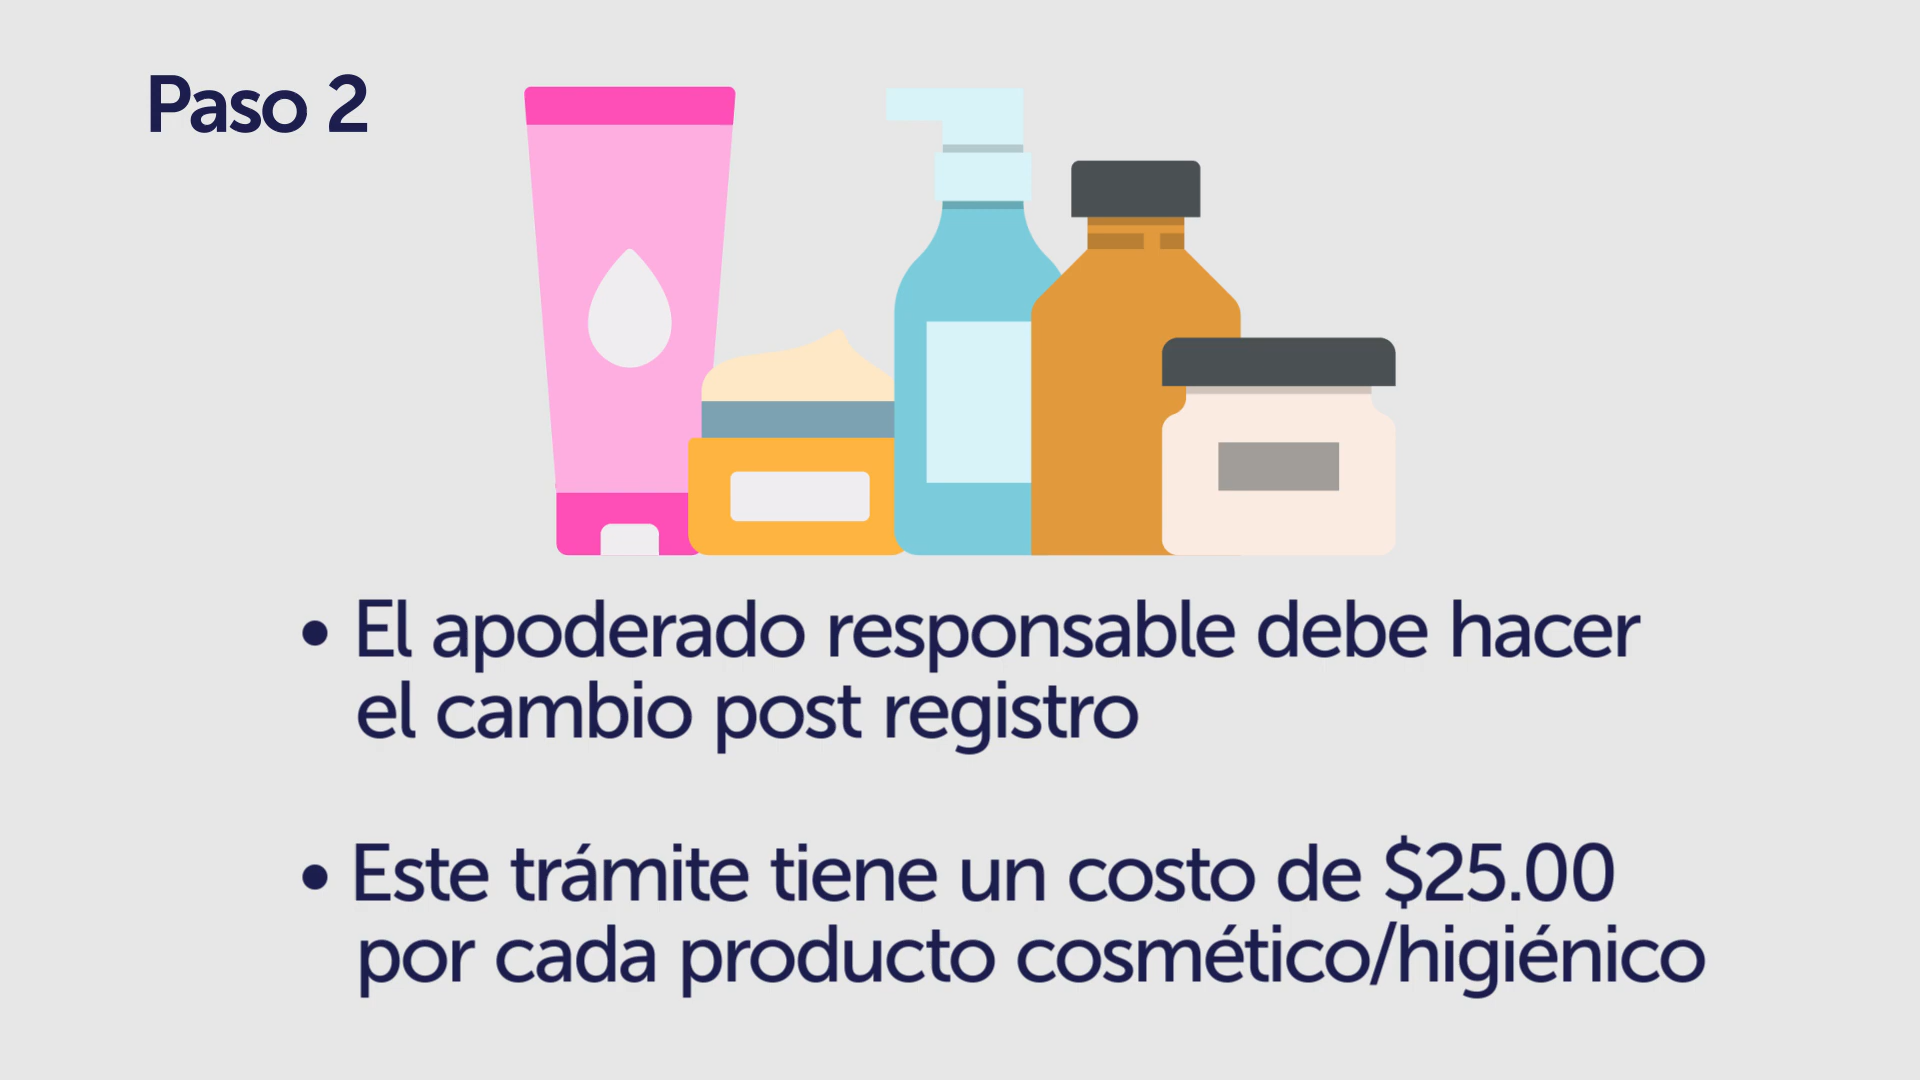 Paso 2
• El apoderado responsable debe hacer
el cambio post registro
• Este trámite tiene un costo de $25.00
por cada producto cosmético/higiénico